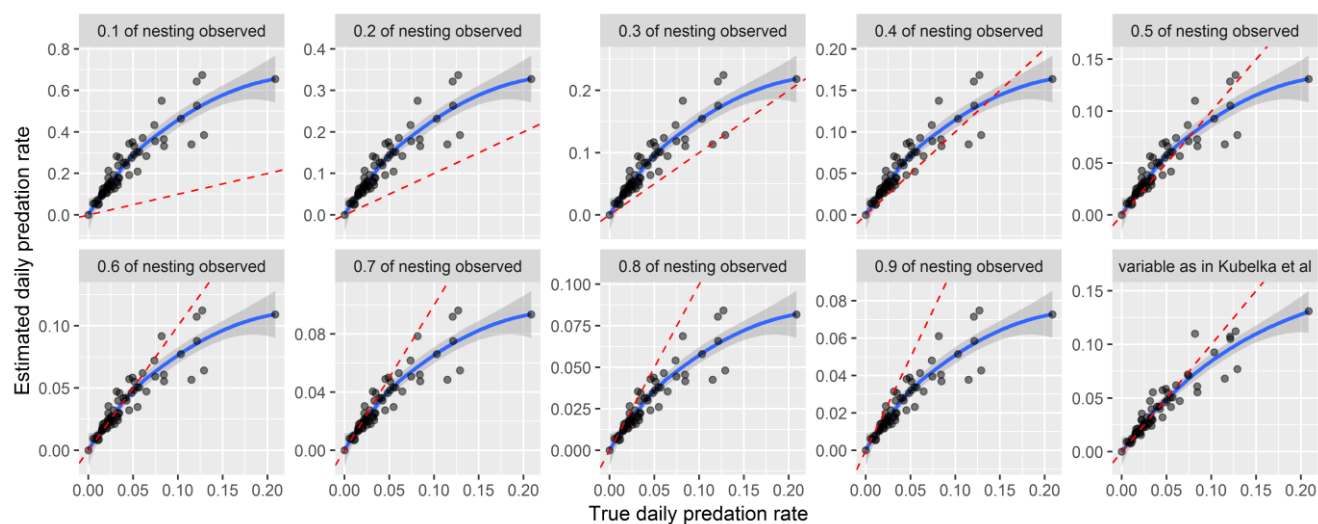 0.1 of nesting observed
0.2 of nesting observed
0.3 of nesting observed
0.4 of nesting observed
0.5 of nesting observed
0.8
0.6
0.4
0.2
0.0
0.4
0.3
0.2
0.1
0.0
0.2
0.1
0.0
0.20
0.15
0.10
0.05
0.00
0.15
0.10
0.05
0.00
Estimated daily predation rate
0.6 of nesting observed
0.7 of nesting observed
0.8 of nesting observed
0.9 of nesting observed
variable as in Kubelka et al
0.10
0.05
0.00
0.08
0.04
0.00
0.100
0.075
0.050
0.025
0.000
0.08
0.06
0.04
0.02
0.00
0.15
0.10
0.05
0.00
0.00 0.05 0.10 0.15 0.20
0.00 0.05 0.10 0.15 0.20
0.00 0.05 0.10 0.15 0.20
0.00 0.05 0.10 0.15 0.20
0.00 0.05 0.10 0.15 0.20
True daily predation rate